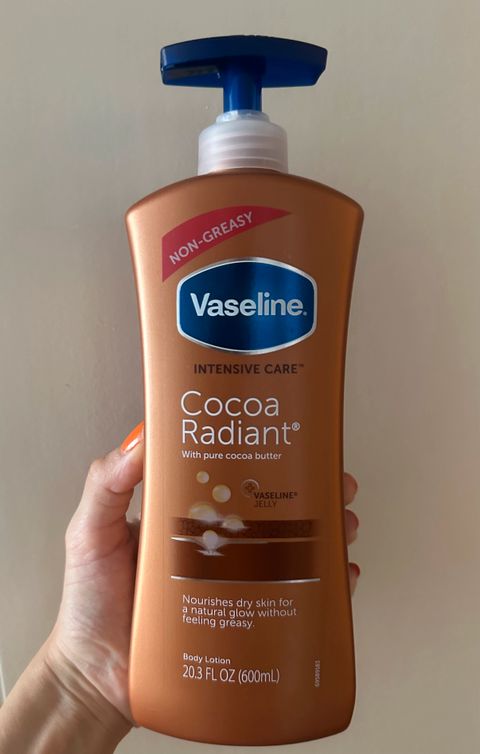 NON-GREASY
Vaseline.
INTENSIVE CARE™
Cocoa
Radiant®
With pure cocoa butter
VASELINE®
JELLY
Nourishes dry skin for
a natural glow without
feeling greasy.
Body Lotion
20.3 FL OZ (600mL)